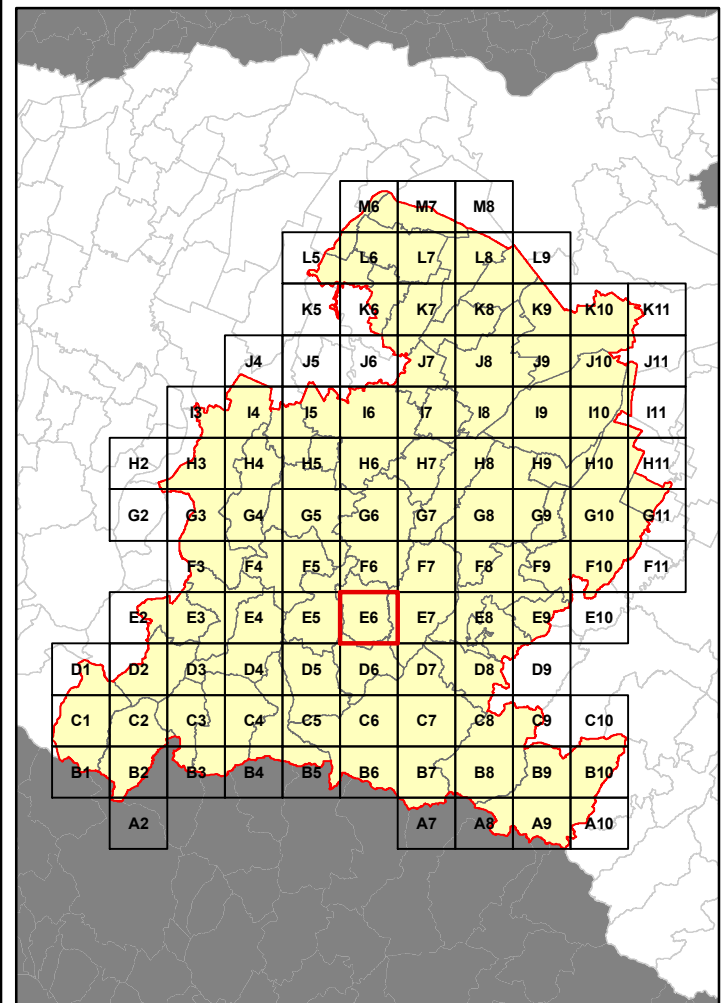 M6 M7 M8
L5 L6 L7 L8 L9
K5 K6 K7 K8 K9 K10 K11
J4 J5 J6 J7 J8 J9 J10 J11
I3 I4 I5 I6 I7 I8 I9 I10 I11
H2 H3 H4 H5 H6 H7 H8 H9 H10 H11
G2 G3 G4 G5 G6 G7 G8 G9 G10 G11
F3 F4 F5 F6 F7 F8 F9 F10 F11
E2 E3 E4 E5 E6 E7 E8 E9 E10
D1 D2 D3 D4 D5 D6 D7 D8 D9
C1 C2 C3 C4 C5 C6 C7 C8 C9 C10
B1 B2 B3 B4 B5 B6 B7 B8 B9 B10
A2 A7 A8 A9 A10